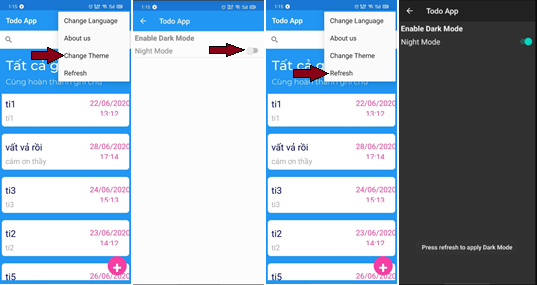 1:15
Todo App
Change Language
About us
Change Theme
Refresh
Tất cả g
Cùng hoàn thành ghi chú
ti1
22/06/2020
13:12
ti1
vất vả rồi
28/06/2020
17:14
cảm ơn thầy
ti3
24/06/2020
15:13
ti2
ti2
23/06/2020
14:12
ti2
ti5
26/06/2020
1:15
Todo App
Enable Dark Mode
Night Mode
1:15
Todo App
Change Language
About us
Change Theme
Refresh
Tất cả g
Cùng hoàn thành ghi chú
ti1
22/06/2020
13:12
ti1
vất vả rồi
28/06/2020
17:14
cảm ơn thầy
ti3
24/06/2020
15:13
ti2
ti2
23/06/2020
14:12
ti2
ti5
26/06/2020
Todo App
Enable Dark Mode
Night Mode
Press refresh to apply Dark Mode